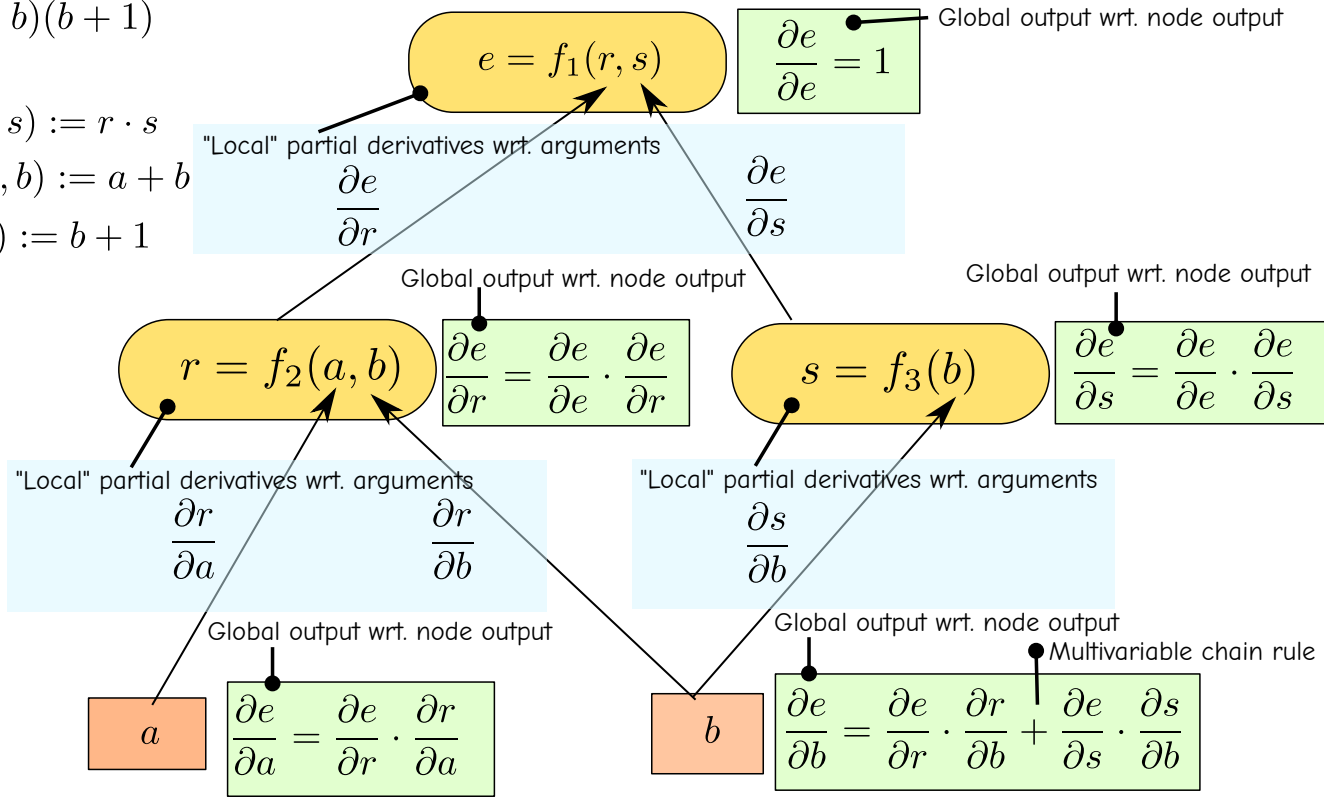 b)(b + 1)
s) := r · s
, b) := a + b
) := b + 1
e = f₁(r, s)
∂e/∂e = 1
Global output wrt. node output
"Local" partial derivatives wrt. arguments
∂e/∂r
∂e/∂s
Global output wrt. node output
Global output wrt. node output
r = f₂(a, b)
∂e/∂r = ∂e/∂e · ∂e/∂r
s = f₃(b)
∂e/∂s = ∂e/∂e · ∂e/∂s
"Local" partial derivatives wrt. arguments
∂r/∂a
∂r/∂b
"Local" partial derivatives wrt. arguments
∂s/∂b
Global output wrt. node output
Global output wrt. node output
Multivariable chain rule
a
∂e/∂a = ∂e/∂r · ∂r/∂a
b
∂e/∂b = ∂e/∂r · ∂r/∂b + ∂e/∂s · ∂s/∂b